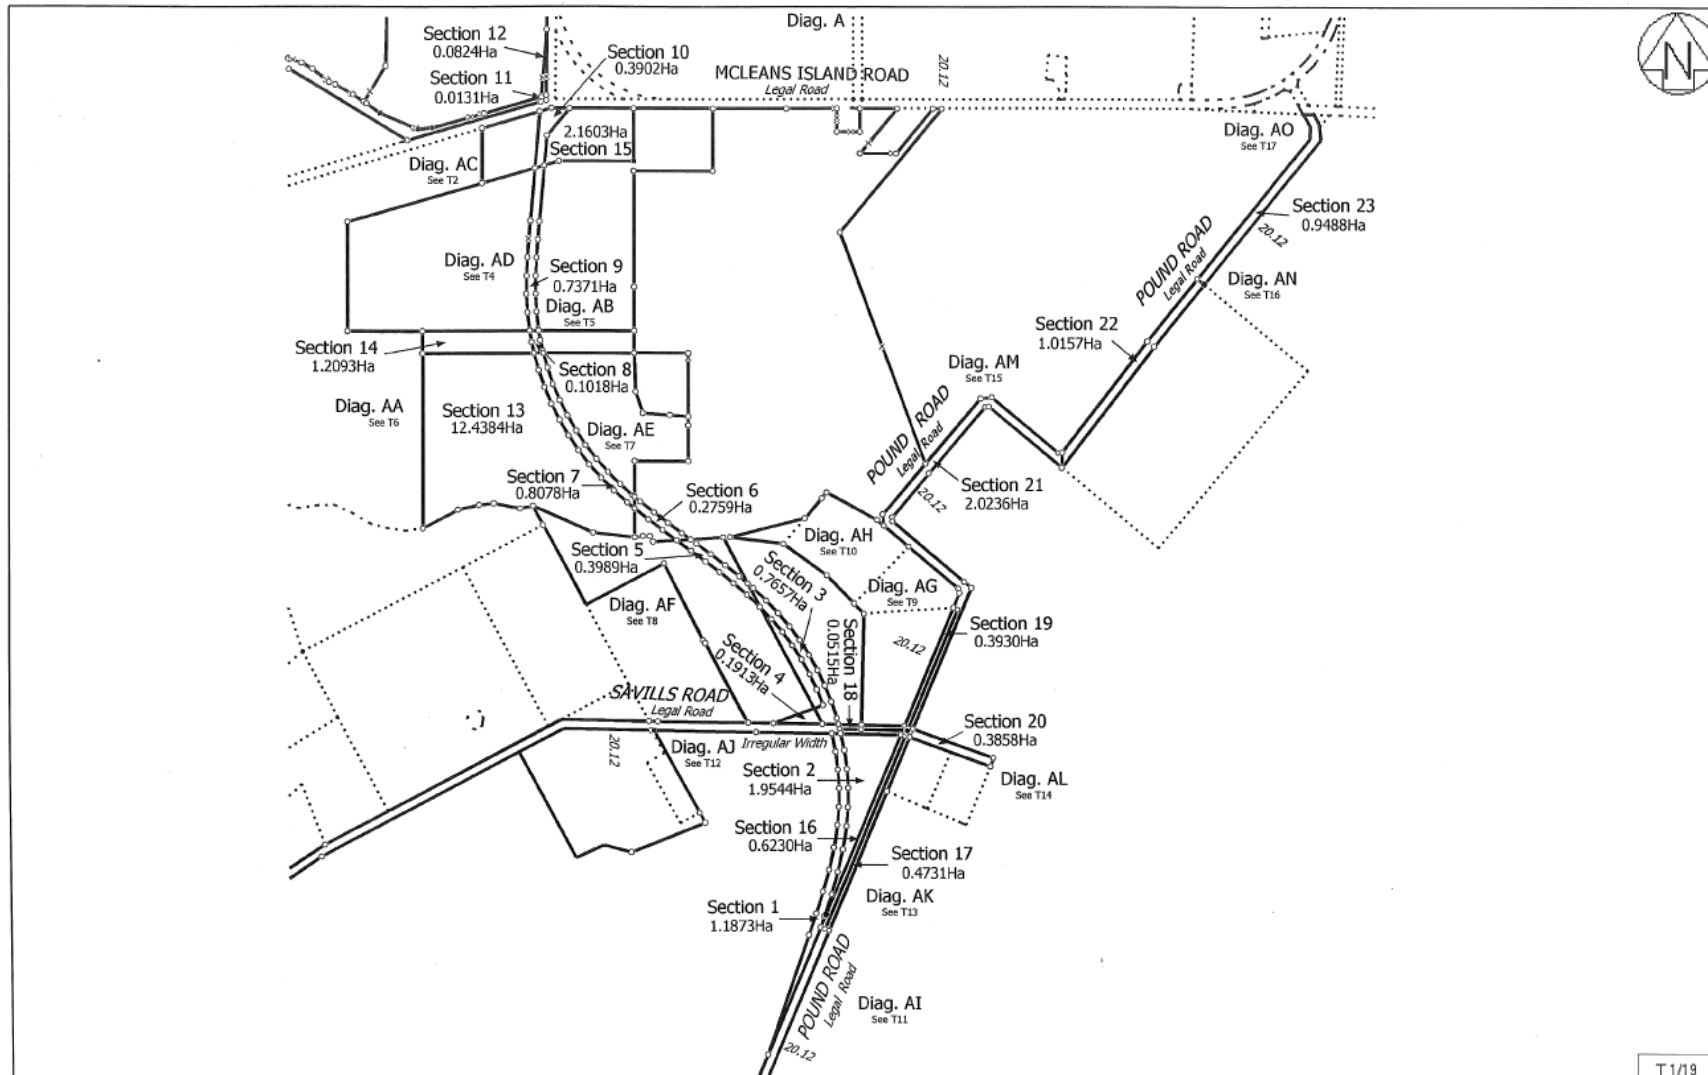 Diag. A
N
Section 12
0.0824Ha
Section 10
0.3902Ha
MCLEANS ISLAND ROAD
Legal Road
20.12
Section 11
0.0131Ha
2.1603Ha
Section 15
Diag. AO
See T17
Diag. AC
See T2
Section 23
0.9488Ha
20.12
POUND ROAD
Legal Road
Diag. AD
See T4
Section 9
0.7371Ha
Diag. AN
See T16
Diag. AB
See T5
Section 22
1.0157Ha
Section 14
1.2093Ha
Section 8
0.1018Ha
Diag. AM
See T15
Diag. AA
See T6
Section 13
12.4384Ha
Diag. AE
See T7
POUND ROAD
Legal Road
Section 7
0.8078Ha
Section 6
0.2759Ha
Section 21
2.0236Ha
20.12
Diag. AH
See T10
Section 5
0.3989Ha
Section 3
0.7657Ha
Diag. AG
See T9
Diag. AF
See T8
Section 19
0.3930Ha
20.12
Section 18
0.0515Ha
Section 4
0.1913Ha
SAVILLS ROAD
Legal Road
20.12
Diag. AJ
See T12
Irregular Width
Section 20
0.3858Ha
Section 2
1.9544Ha
Diag. AL
See T14
Section 16
0.6230Ha
Section 17
0.4731Ha
Diag. AK
See T13
Section 1
1.1873Ha
POUND ROAD
Legal Road
Diag. AI
See T11
20.12
T 1/19